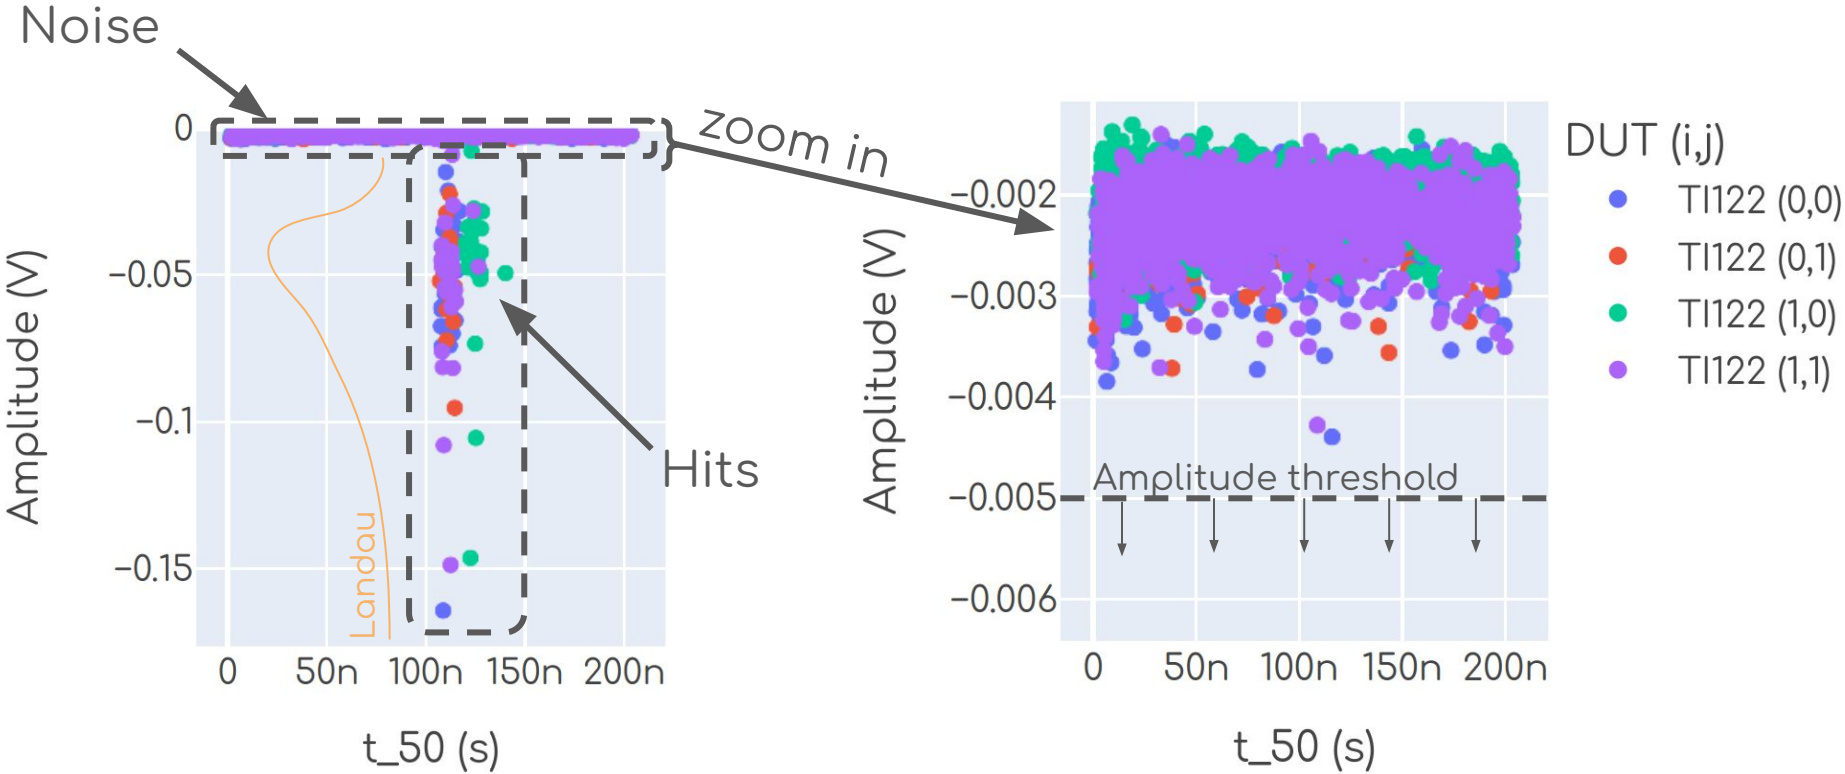 Noise
0
−0.05
−0.1
−0.15
Amplitude (V)
Landau
Hits
0
50n
100n
150n
200n
t_50 (s)
zoom in
−0.002
−0.003
−0.004
−0.005
−0.006
Amplitude (V)
Amplitude threshold
0
50n
100n
150n
200n
t_50 (s)
DUT (i,j)
TI122 (0,0)
TI122 (0,1)
TI122 (1,0)
TI122 (1,1)